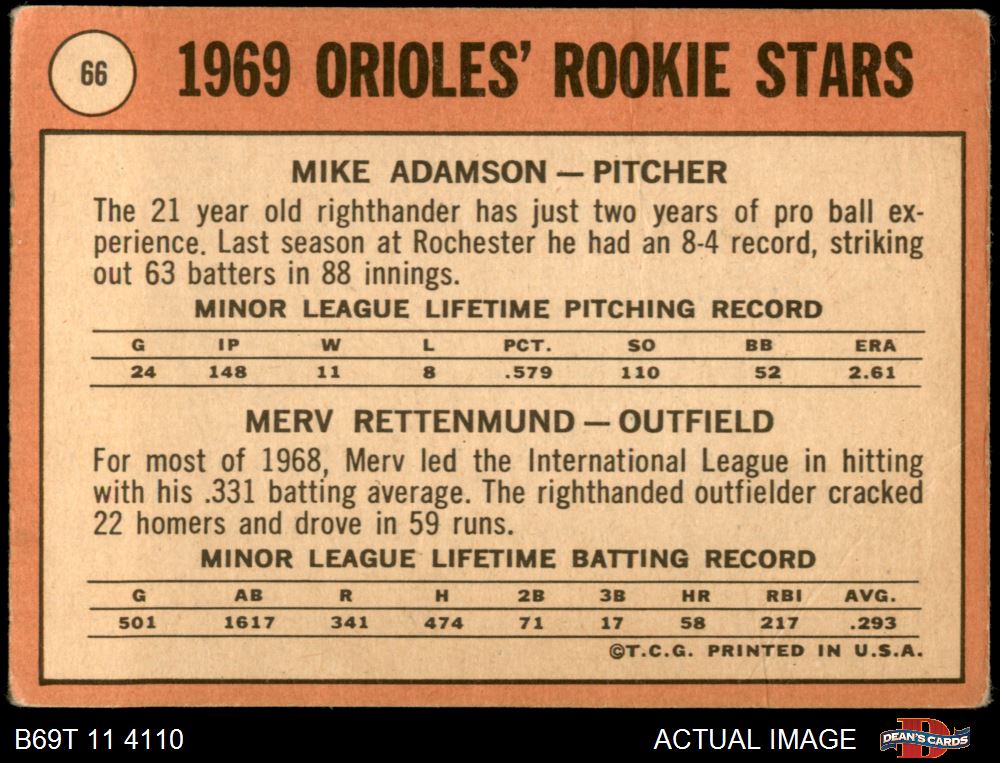 66
1969 ORIOLES' ROOKIE STARS
MIKE ADAMSON — PITCHER
The 21 year old righthander has just two years of pro ball ex-
perience. Last season at Rochester he had an 8-4 record, striking
out 63 batters in 88 innings.
MINOR LEAGUE LIFETIME PITCHING RECORD
G IP W L PCT. SO BB ERA
24 148 11 8 .579 110 52 2.61
MERV RETTENMUND — OUTFIELD
For most of 1968, Merv led the International League in hitting
with his .331 batting average. The righthanded outfielder cracked
22 homers and drove in 59 runs.
MINOR LEAGUE LIFETIME BATTING RECORD
G AB R H 2B 3B HR RBI AVG.
501 1617 341 474 71 17 58 217 .293
©T.C.G. PRINTED IN U.S.A.
B69T 11 4110
ACTUAL IMAGE
D
DEAN'S CARDS